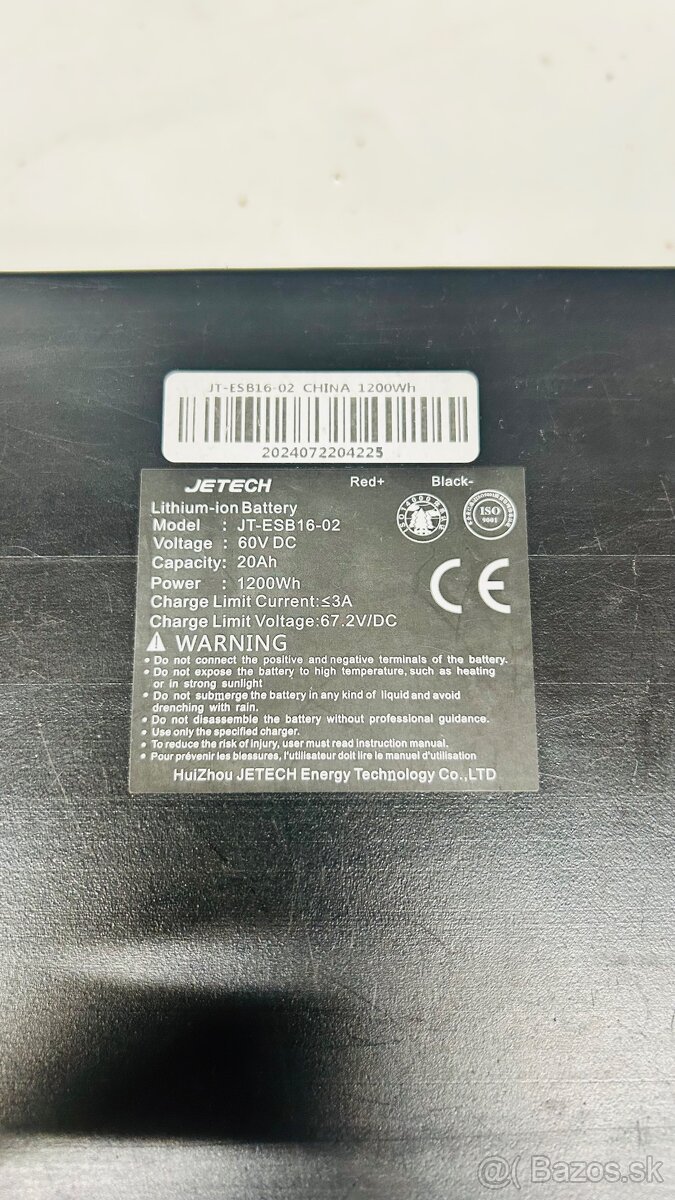 JT-ESB16-02 CHINA 1200Wh
2024072204225
JETECH Red+ Black-
Lithium-ion Battery
Model : JT-ESB16-02
Voltage : 60V DC
Capacity: 20Ah
Power : 1200Wh
Charge Limit Current:≤3A
Charge Limit Voltage:67.2V/DC
ISO
9001
CE
WARNING
• Do not connect the positive and negative terminals of the battery.
• Do not expose the battery to high temperature, such as heating
or in strong sunlight
• Do not submerge the battery in any kind of liquid and avoid
drenching with rain.
• Do not disassemble the battery without professional guidance.
• Use only the specified charger.
• To reduce the risk of injury, user must read instruction manual.
• Pour prévenir les blessures, l'utilisateur doit lire le manuel d'utilisation
HuiZhou JETECH Energy Technology Co.,LTD
@( Bazos.sk